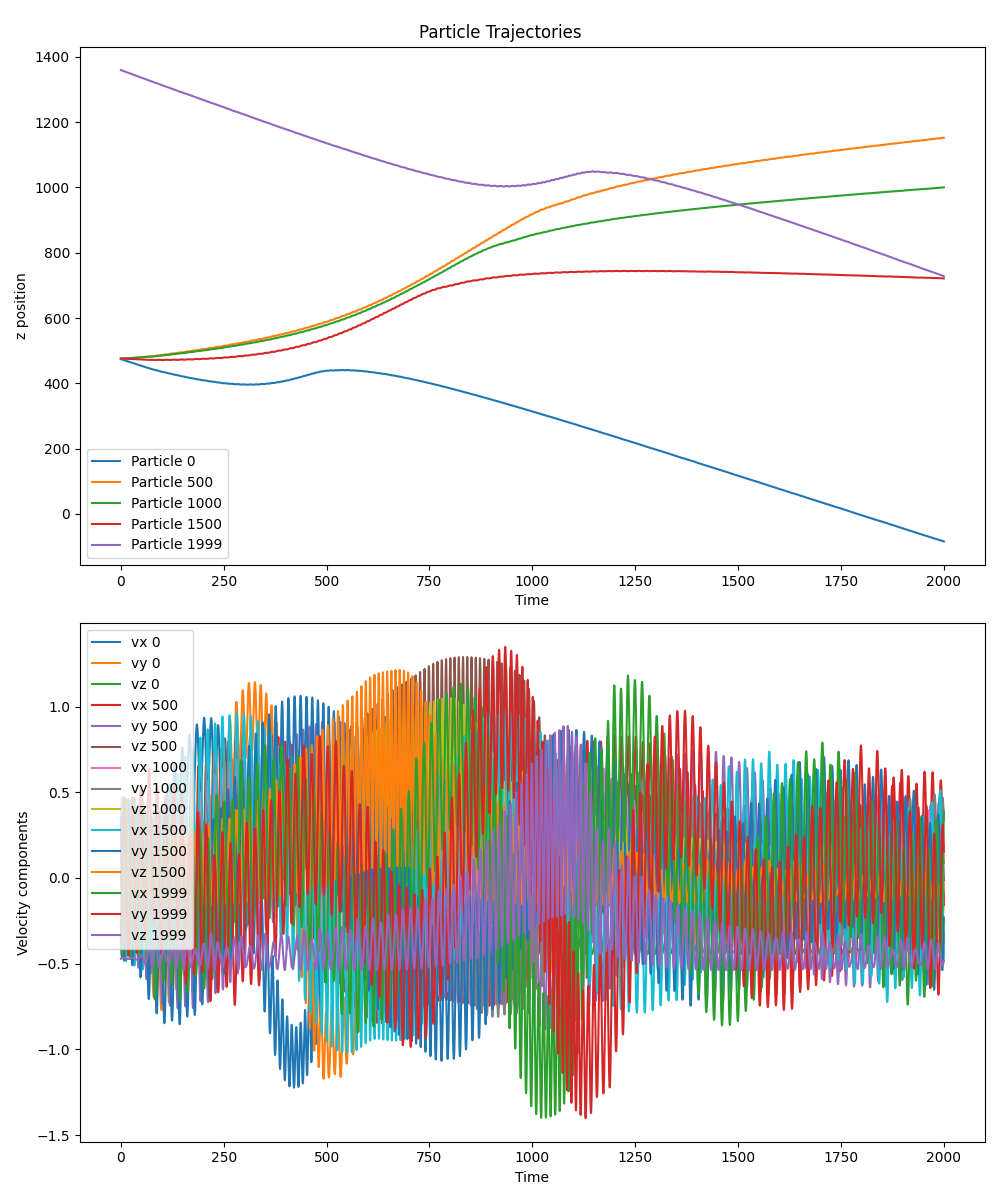 Particle Trajectories
1400
1200
1000
800
600
400
200
0
z position
Particle 0
Particle 500
Particle 1000
Particle 1500
Particle 1999
0 250 500 750 1000 1250 1500 1750 2000
Time
1.0
0.5
0.0
−0.5
−1.0
−1.5
Velocity components
vx 0
vy 0
vz 0
vx 500
vy 500
vz 500
vx 1000
vy 1000
vz 1000
vx 1500
vy 1500
vz 1500
vx 1999
vy 1999
vz 1999
0 250 500 750 1000 1250 1500 1750 2000
Time